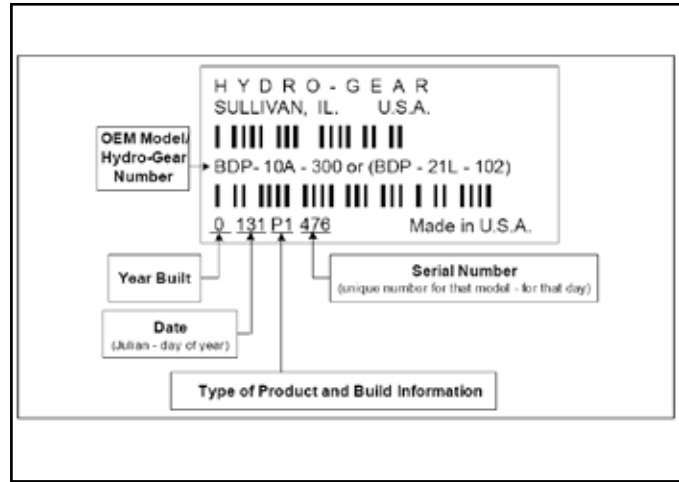 HYDRO-GEAR
SULLIVAN, IL. U.S.A.
OEM Model/
Hydro-Gear
Number
BDP-10A - 300 or (BDP - 21L - 102)
0 131 P1 476 Made in U.S.A.
Year Built
Serial Number
(unique number for that model - for that day)
Date
(Julian - day of year)
Type of Product and Build Information